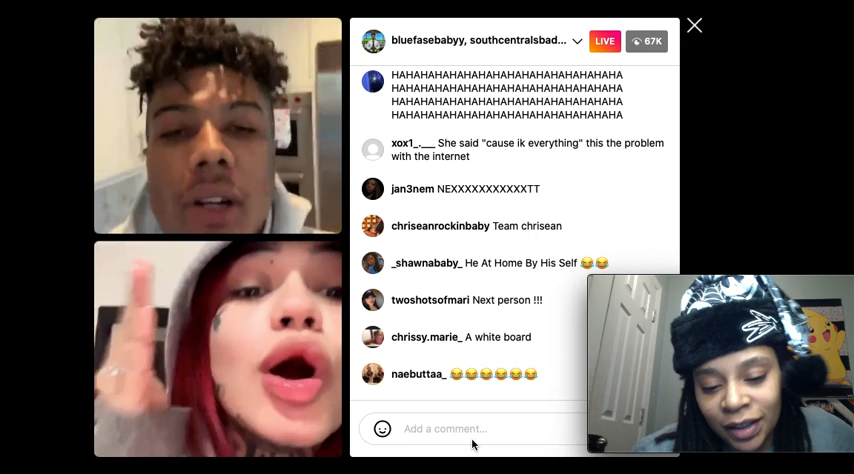 bluefasebabyy, southcentralsbad...
LIVE
67K
HAHAHAHAHAHAHAHAHAHAHAHAHAHAHAHA
HAHAHAHAHAHAHAHAHAHAHAHAHAHAHAHA
HAHAHAHAHAHAHAHAHAHAHAHAHAHAHAHA
HAHAHAHAHAHAHAHAHAHAHAHAHAHAHAHA
xox1_.___ She said "cause ik everything" this the problem
with the internet
jan3nem NEXXXXXXXXXXXTT
chriseanrockinbaby Team chrisean
_shawnababy_ He At Home By His Self 😂😂
twoshotsofmari Next person !!!
chrissy.marie_ A white board
naebuttaa_ 😂😂😂😂😂😂
Add a comment...